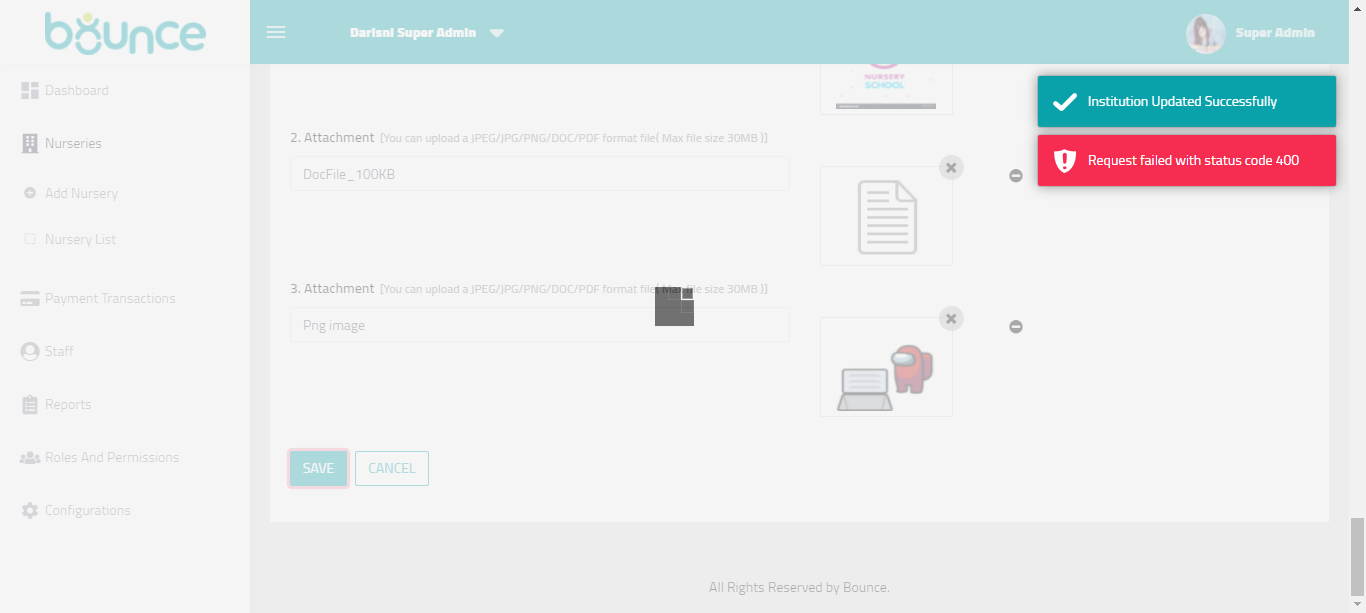 bounce
Darisni Super Admin
Super Admin
Dashboard
Nurseries
Add Nursery
Nursery List
Payment Transactions
Staff
Reports
Roles And Permissions
Configurations
NURSERY
SCHOOL
Institution Updated Successfully
Request failed with status code 400
2. Attachment [You can upload a JPEG/JPG/PNG/DOC/PDF format file( Max file size 30MB )]
DocFile_100KB
3. Attachment [You can upload a JPEG/JPG/PNG/DOC/PDF format file( Max file size 30MB )]
Png image
SAVE
CANCEL
All Rights Reserved by Bounce.